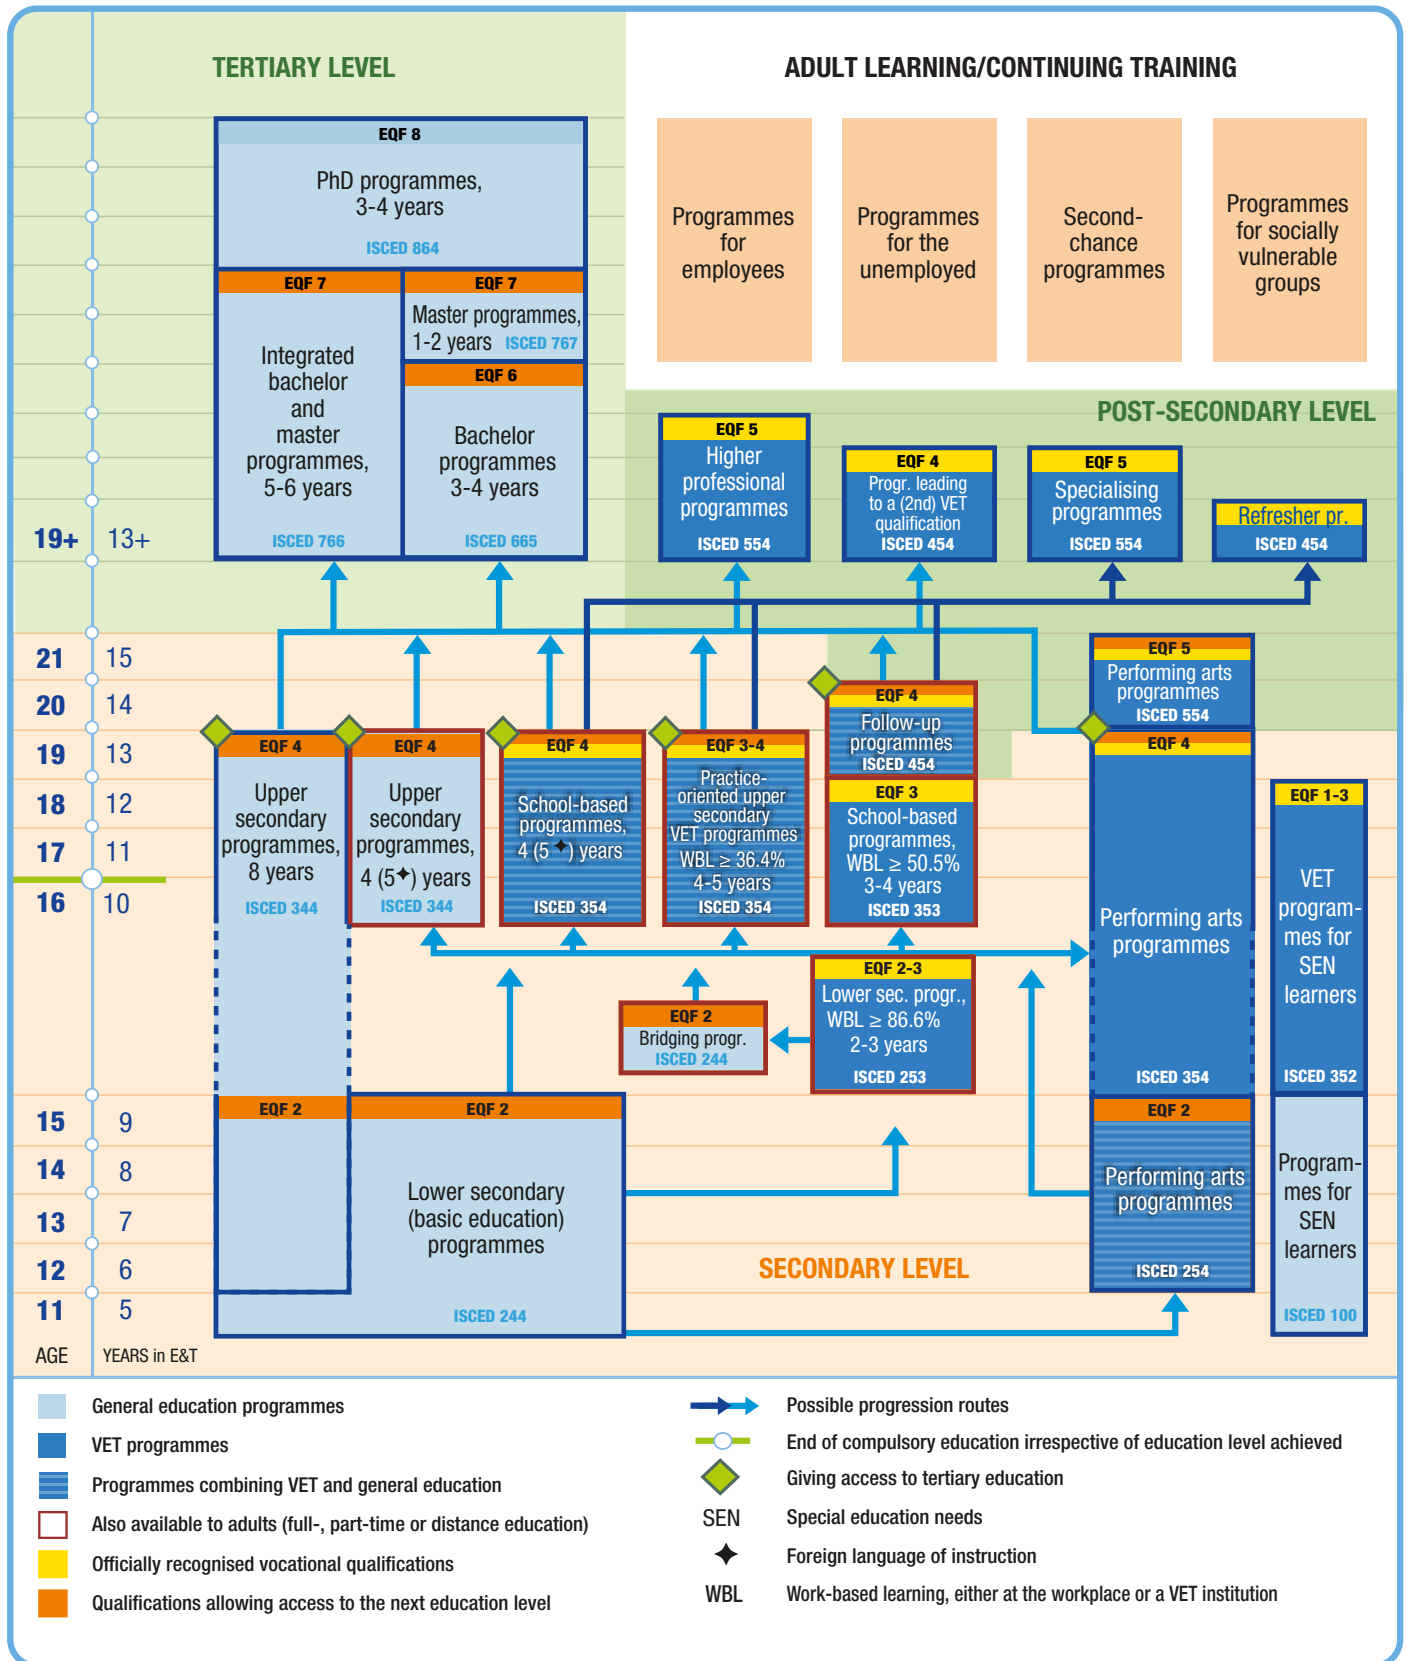 TERTIARY LEVEL
ADULT LEARNING/CONTINUING TRAINING
EQF 8
PhD programmes,
3-4 years
ISCED 864
EQF 7
Integrated
bachelor
and
master
programmes,
5-6 years
ISCED 766
EQF 7
Master programmes,
1-2 years ISCED 767
EQF 6
Bachelor
programmes
3-4 years
ISCED 665
Programmes
for
employees
Programmes
for the
unemployed
Second-
chance
programmes
Programmes
for socially
vulnerable
groups
POST-SECONDARY LEVEL
EQF 5
Higher
professional
programmes
ISCED 554
EQF 4
Progr. leading
to a (2nd) VET
qualification
ISCED 454
EQF 5
Specialising
programmes
ISCED 554
Refresher pr.
ISCED 454
19+ 13+
21 15
20 14
19 13
18 12
17 11
16 10
15 9
14 8
13 7
12 6
11 5
AGE YEARS in E&T
EQF 4
Upper
secondary
programmes,
8 years
ISCED 344
EQF 4
Upper
secondary
programmes,
4 (5✦) years
ISCED 344
EQF 4
School-based
programmes,
4 (5 ✦) years
ISCED 354
EQF 3-4
Practice-
oriented upper
secondary
VET programmes
WBL ≥ 36.4%
4-5 years
ISCED 354
EQF 4
Follow-up
programmes
ISCED 454
EQF 3
School-based
programmes,
WBL ≥ 50.5%
3-4 years
ISCED 353
EQF 5
Performing arts
programmes
ISCED 554
EQF 4
Performing arts
programmes
ISCED 354
EQF 1-3
VET
program-
mes for
SEN
learners
ISCED 352
EQF 2
Bridging progr.
ISCED 244
EQF 2-3
Lower sec. progr.,
WBL ≥ 86.6%
2-3 years
ISCED 253
EQF 2
EQF 2
Lower secondary
(basic education)
programmes
ISCED 244
EQF 2
Performing arts
programmes
ISCED 254
Program-
mes for
SEN
learners
ISCED 100
SECONDARY LEVEL
General education programmes
VET programmes
Programmes combining VET and general education
Also available to adults (full-, part-time or distance education)
Officially recognised vocational qualifications
Qualifications allowing access to the next education level
Possible progression routes
End of compulsory education irrespective of education level achieved
Giving access to tertiary education
SEN Special education needs
✦ Foreign language of instruction
WBL Work-based learning, either at the workplace or a VET institution